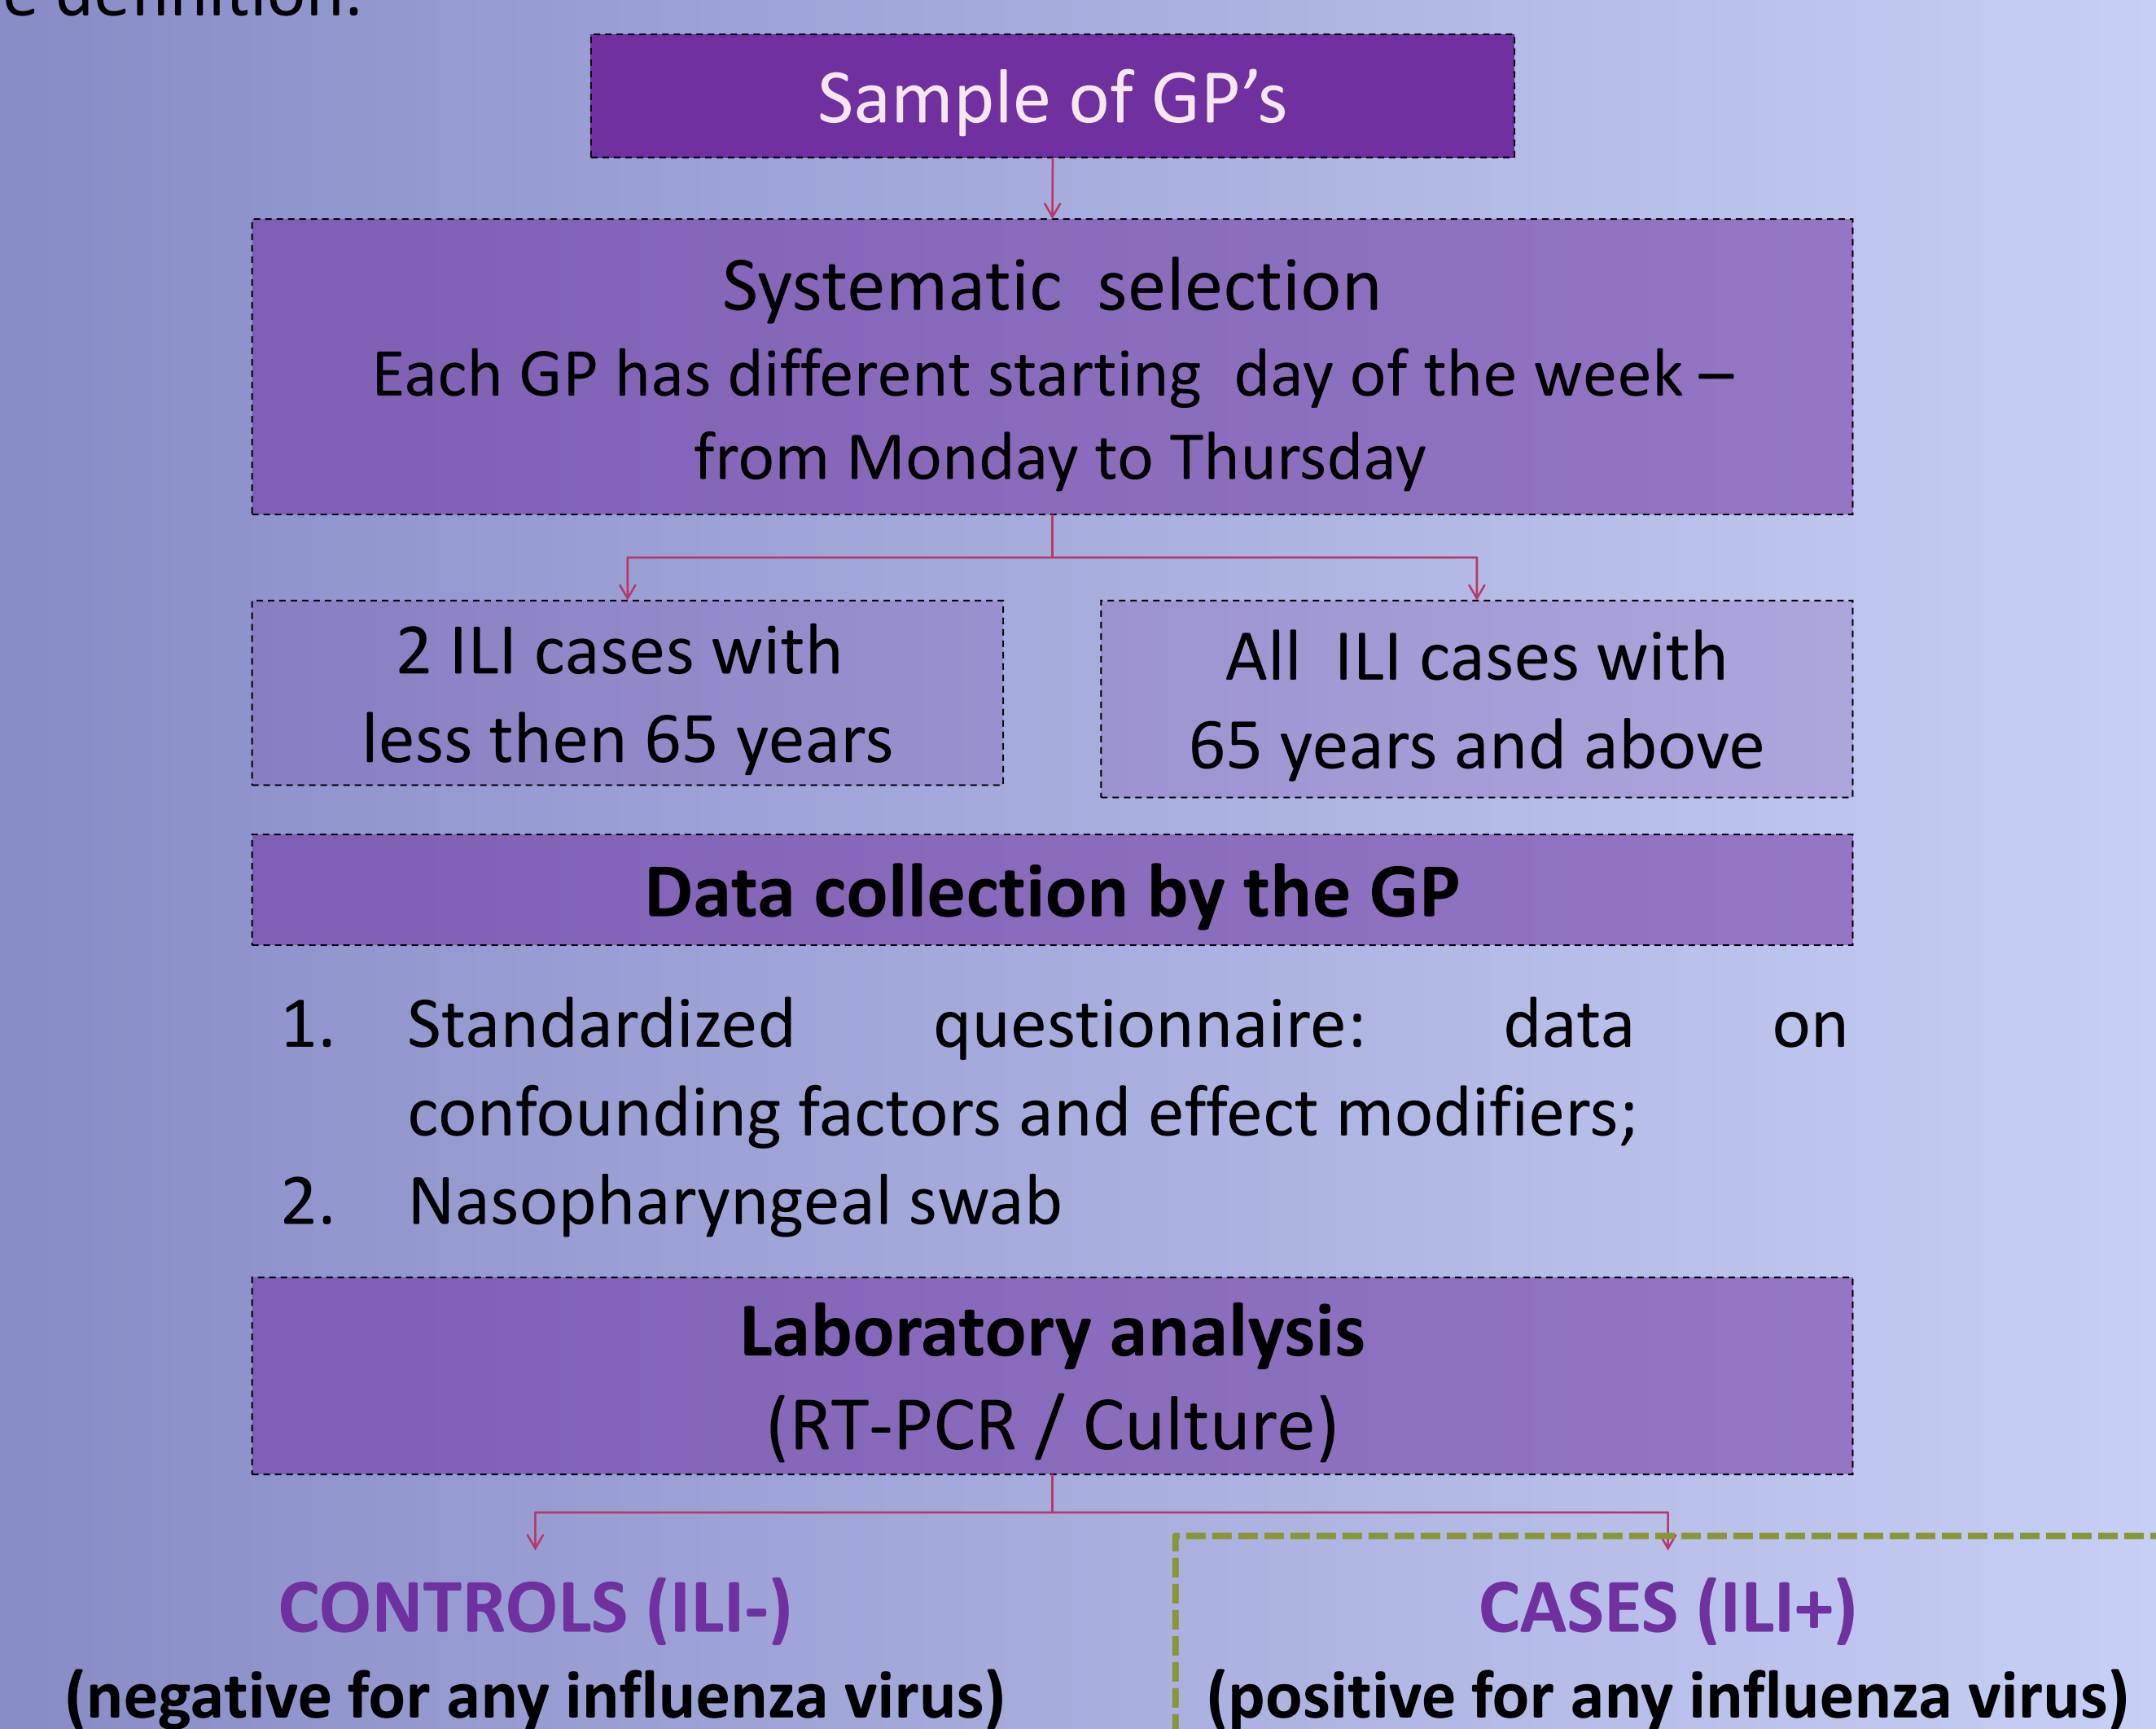 e definition.
Sample of GP’s
Systematic selection
Each GP has different starting day of the week –
from Monday to Thursday
2 ILI cases with
less then 65 years
All ILI cases with
65 years and above
Data collection by the GP
1. Standardized questionnaire: data on
confounding factors and effect modifiers;
2. Nasopharyngeal swab
Laboratory analysis
(RT-PCR / Culture)
CONTROLS (ILI-)
(negative for any influenza virus)
CASES (ILI+)
(positive for any influenza virus)